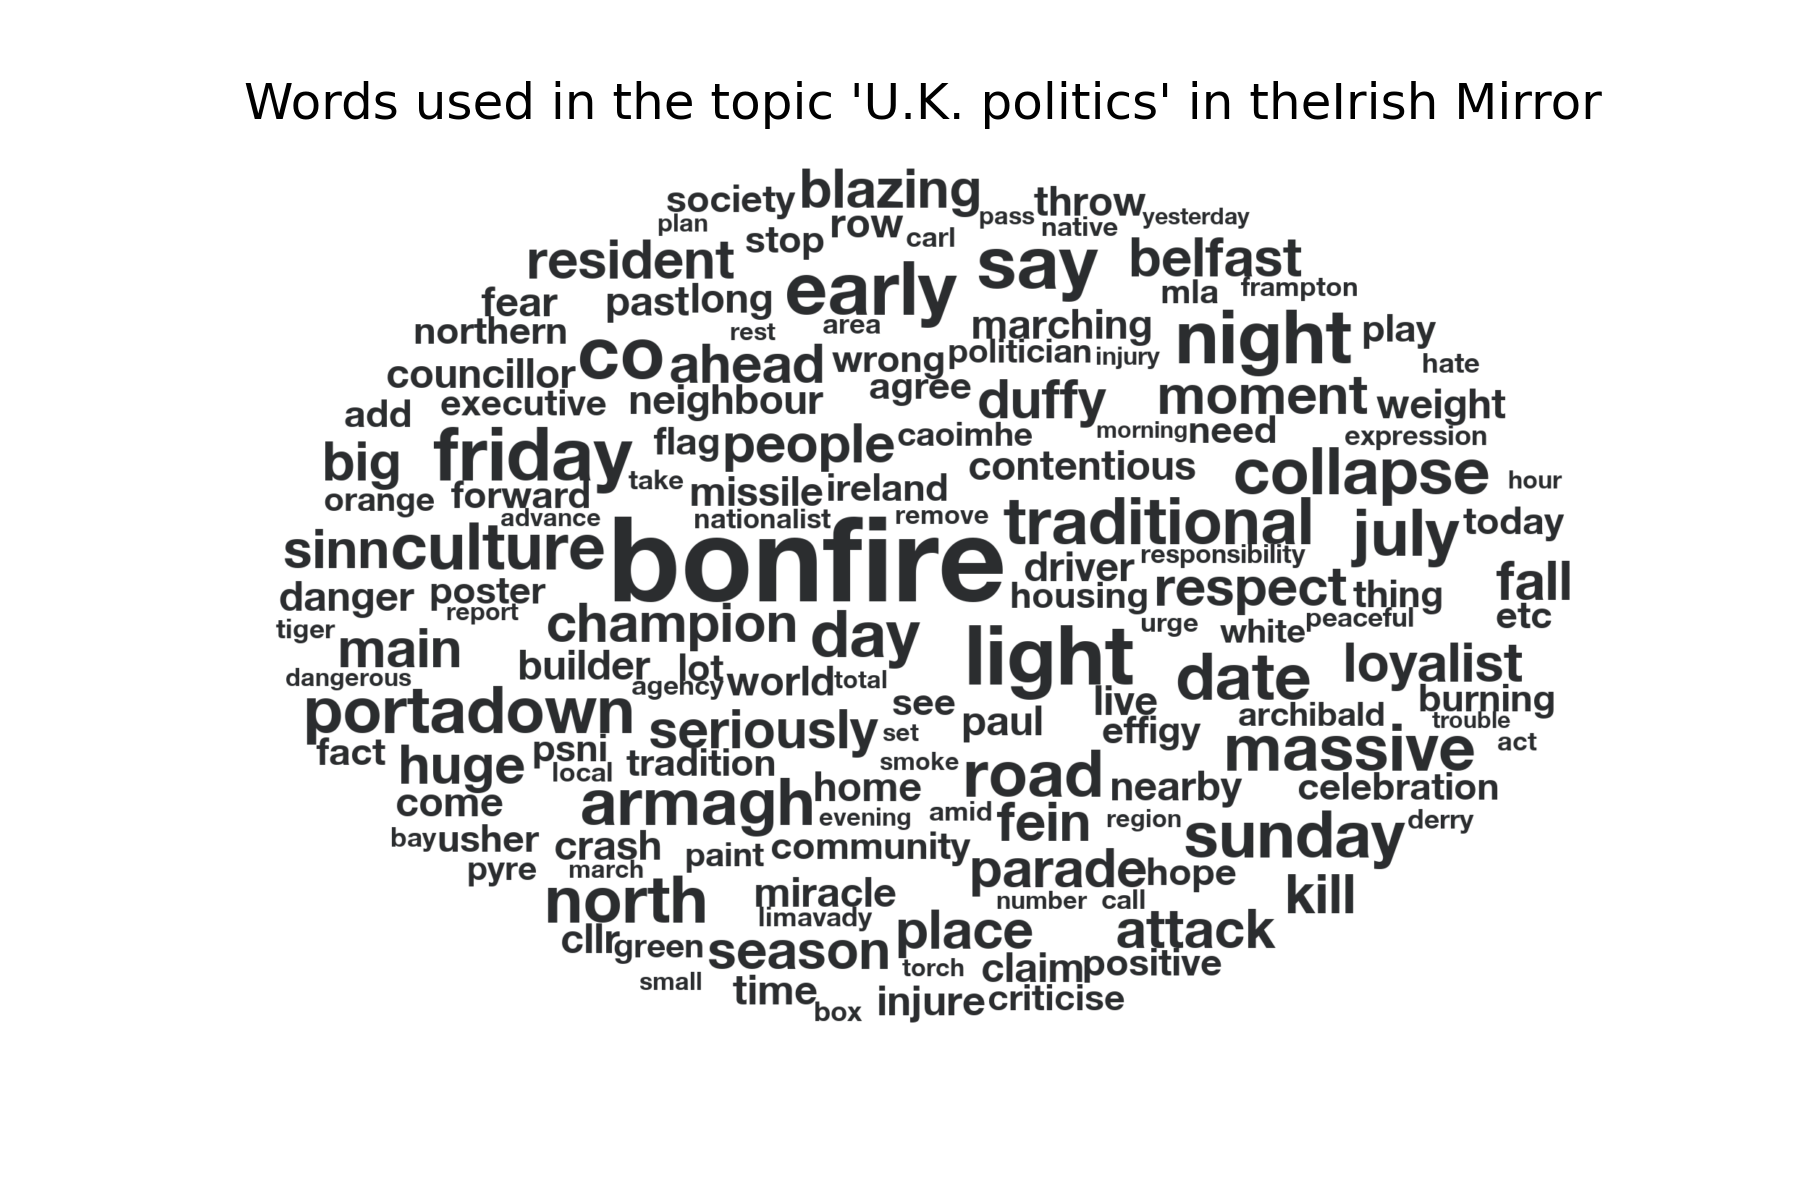 Words used in the topic 'U.K. politics' in theIrish Mirror
society blazing throw
plan row pass native yesterday
stop carl
resident say belfast
early mla frampton
fear past long
northern rest area marching night play
co ahead wrong politician injury hate
councillor agree duffy moment weight
add executive neighbour
friday flag people caoimhe morning need expression
big take contentious collapse hour
orange forward missile ireland
advance nationalist remove traditional july today
sinn culture bonfire driver responsibility
danger poster housing respect thing fall
report etc
tiger champion day urge white peaceful
main light
builder lot date loyalist
dangerous agency world total
portadown see live burning
seriously set paul effigy archibald trouble
fact psni massive act
huge local tradition smoke road
come armagh home nearby celebration
evening amid fein region sunday derry
bay usher crash paint community
pyre march parade hope
north miracle number call kill
limavady place attack
cllr green season
small torch claim positive
time box injure criticise